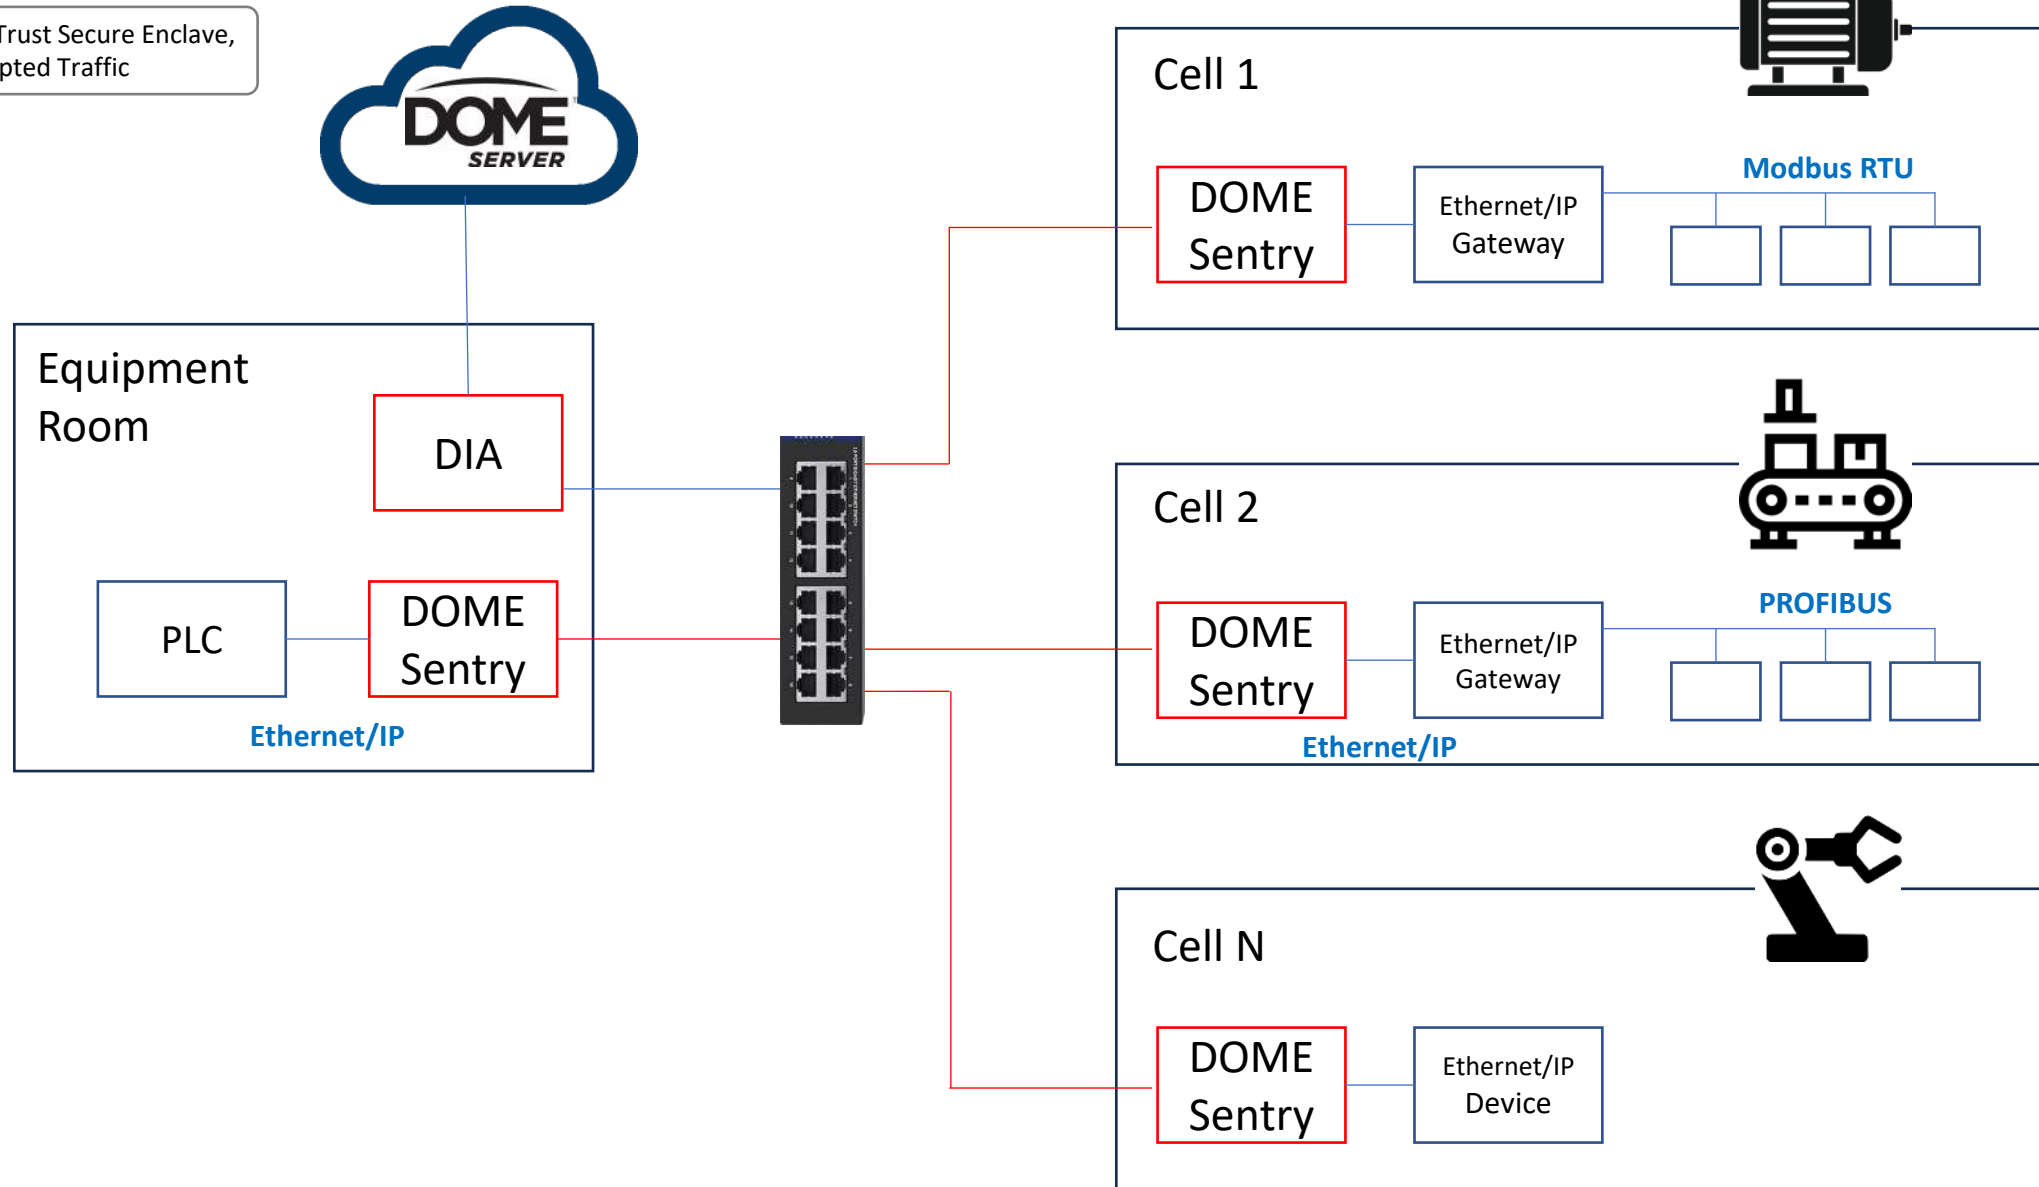 Trust Secure Enclave,
pted Traffic
DOME
SERVER
Equipment
Room
DIA
PLC
DOME
Sentry
Ethernet/IP
Cell 1
DOME
Sentry
Ethernet/IP
Gateway
Modbus RTU
Cell 2
DOME
Sentry
Ethernet/IP
Gateway
PROFIBUS
Ethernet/IP
Cell N
DOME
Sentry
Ethernet/IP
Device